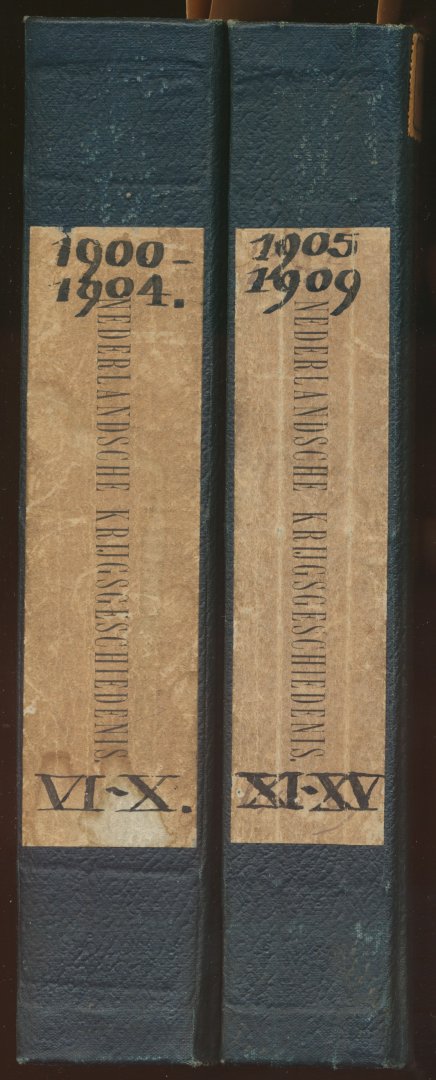 1900-
1904.
NEDERLANDSCHE KRIJGSGESCHIEDENIS.
VI-X.
1905
1909
NEDERLANDSCHE KRIJGSGESCHIEDENIS.
XI-XV